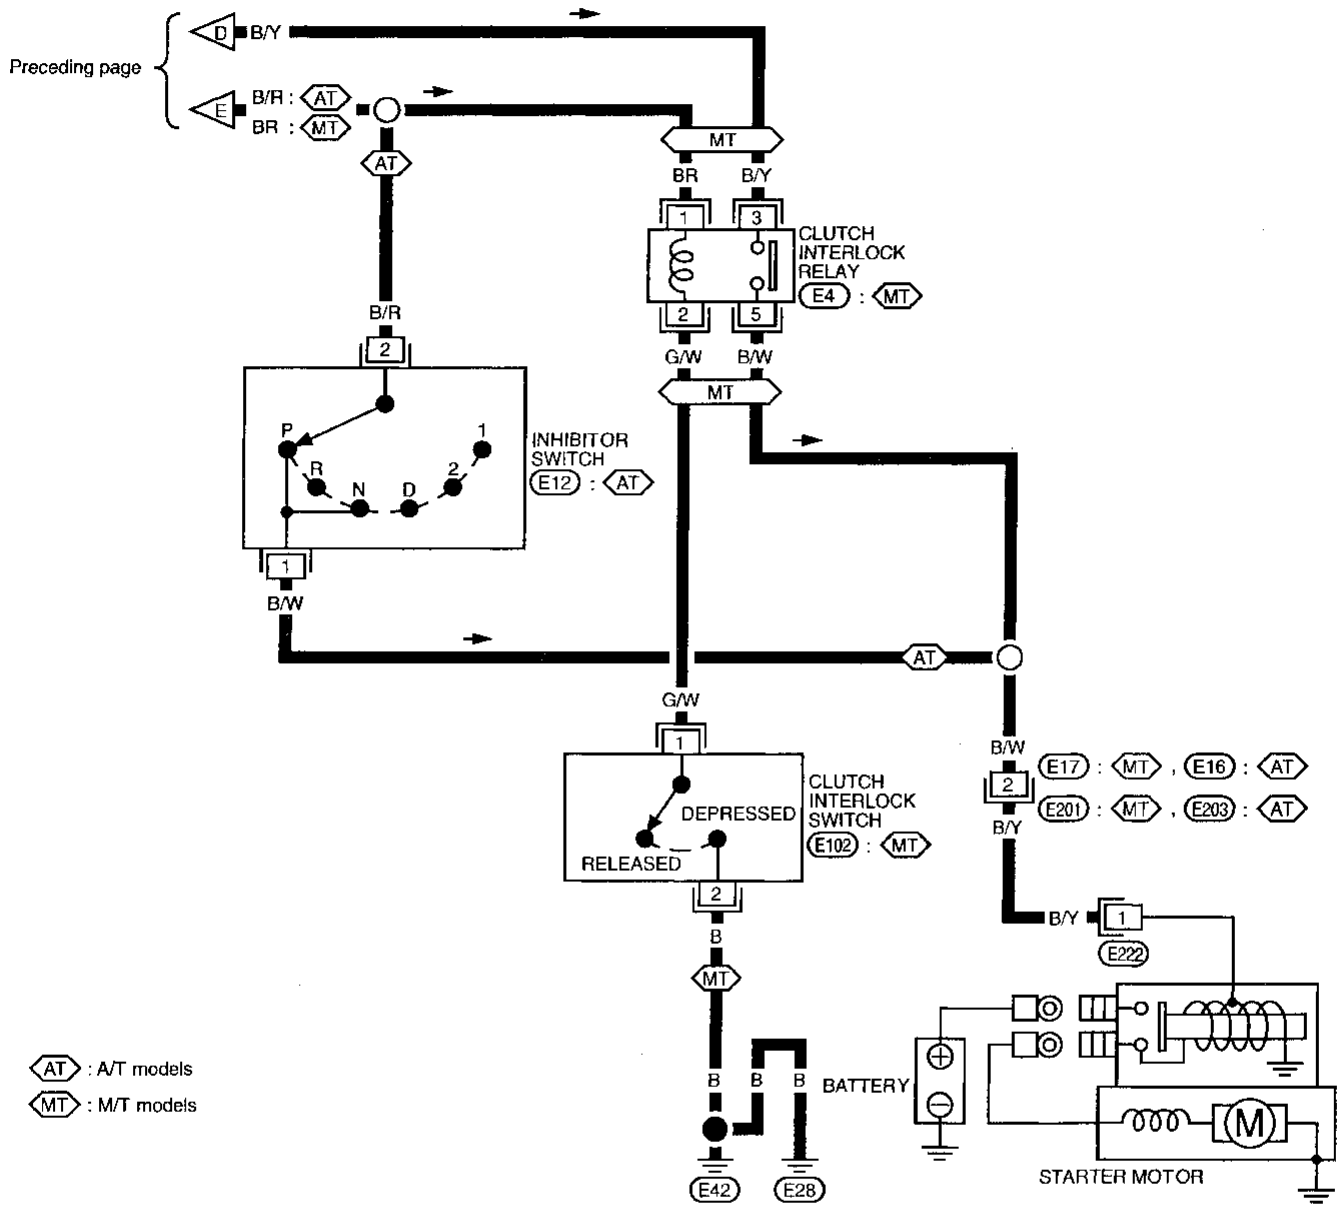 D B/Y
Preceding page
E B/R : AT
BR : MT
AT
MT
BR B/Y
1 3
CLUTCH
INTERLOCK
RELAY
E4 : MT
2 5
G/W B/W
MT
B/R
2
P
R
N
D
2
1
INHIBITOR
SWITCH
E12 : AT
1
B/W
AT
G/W
1
CLUTCH
INTERLOCK
SWITCH
E102 : MT
DEPRESSED
RELEASED
2
B
MT
B B B
E42 E28
B/W
2
E17 : MT , E16 : AT
E201 : MT , E203 : AT
B/Y
B/Y 1
E222
BATTERY
+
−
M
STARTER MOTOR
AT : A/T models
MT : M/T models